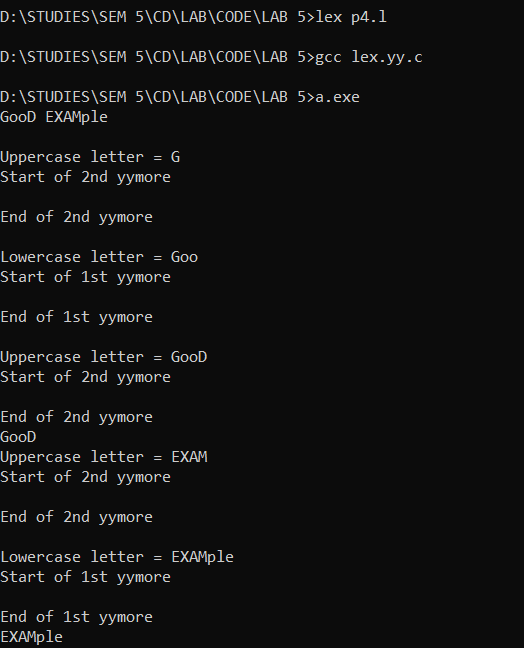 D:\STUDIES\SEM 5\CD\LAB\CODE\LAB 5>lex p4.l
D:\STUDIES\SEM 5\CD\LAB\CODE\LAB 5>gcc lex.yy.c
D:\STUDIES\SEM 5\CD\LAB\CODE\LAB 5>a.exe
GooD EXAMple
Uppercase letter = G
Start of 2nd yymore
End of 2nd yymore
Lowercase letter = Goo
Start of 1st yymore
End of 1st yymore
Uppercase letter = GooD
Start of 2nd yymore
End of 2nd yymore
GooD
Uppercase letter = EXAM
Start of 2nd yymore
End of 2nd yymore
Lowercase letter = EXAMple
Start of 1st yymore
End of 1st yymore
EXAMple